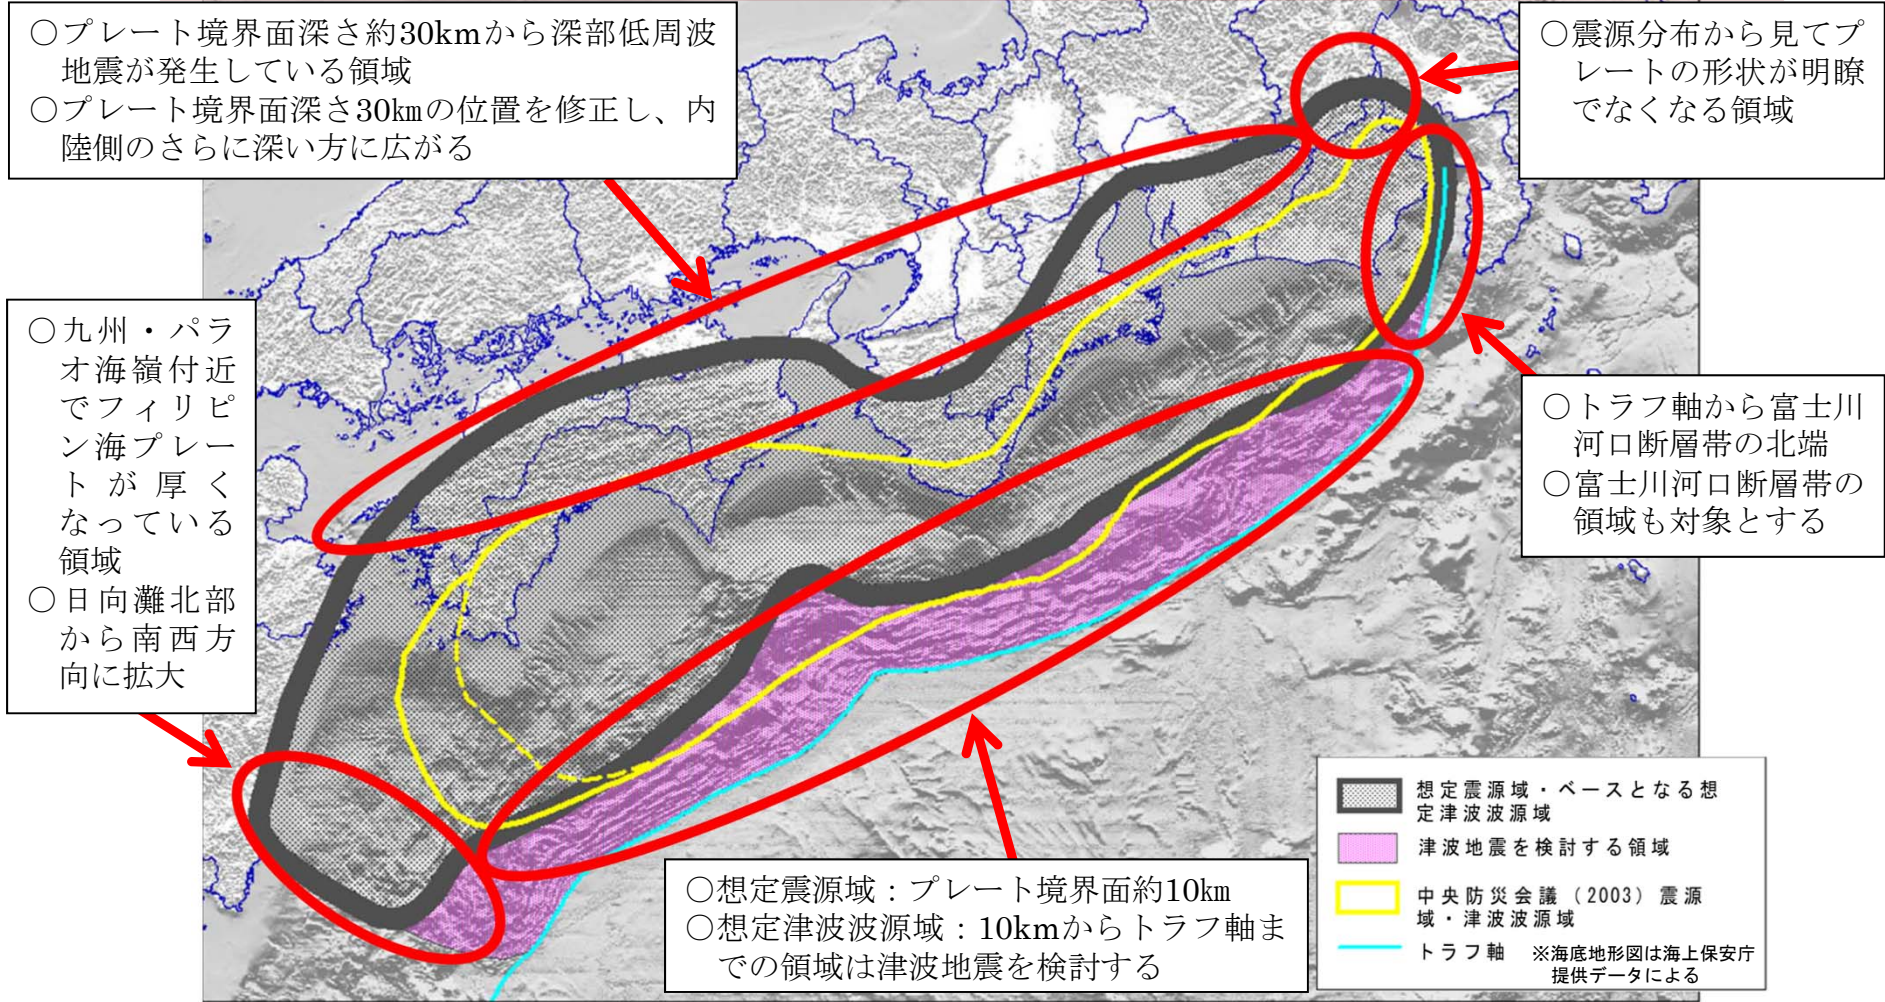 ○プレート境界面深さ約30kmから深部低周波
地震が発生している領域
○プレート境界面深さ30㎞の位置を修正し、内
陸側のさらに深い方に広がる
○震源分布から見てプ
レートの形状が明瞭
でなくなる領域
○九州・パラ
オ海嶺付近
でフィリピ
ン海プレー
トが厚く
なっている
領域
○日向灘北部
から南西方
向に拡大
○トラフ軸から富士川
河口断層帯の北端
○富士川河口断層帯の
領域も対象とする
○想定震源域：プレート境界面約10㎞
○想定津波波源域：10kmからトラフ軸ま
での領域は津波地震を検討する
想定震源域・ベースとなる想
定津波波源域
津波地震を検討する領域
中央防災会議（2003）震源
域・津波波源域
トラフ軸 ※海底地形図は海上保安庁
提供データによる